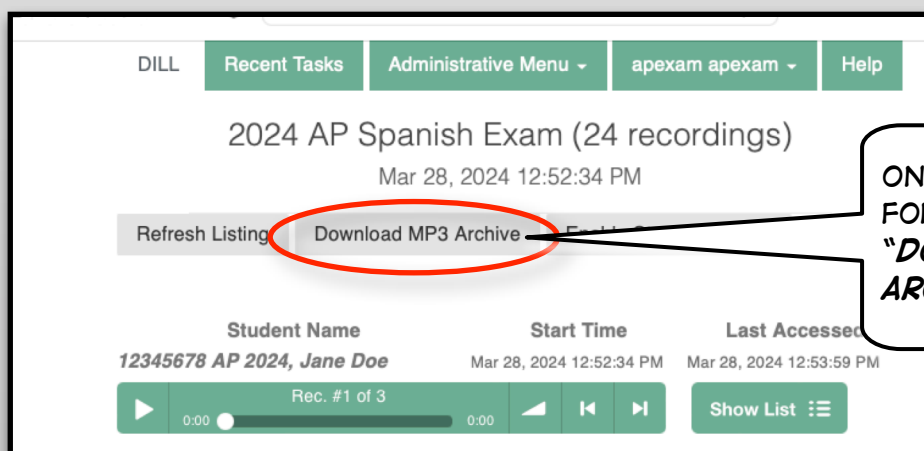 DILL Recent Tasks Administrative Menu apexam apexam Help
2024 AP Spanish Exam (24 recordings)
Mar 28, 2024 12:52:34 PM
Refresh Listing Download MP3 Archive
Student Name Start Time Last Accessed
12345678 AP 2024, Jane Doe Mar 28, 2024 12:52:34 PM Mar 28, 2024 12:53:59 PM
Rec. #1 of 3
0:00 0:00 Show List